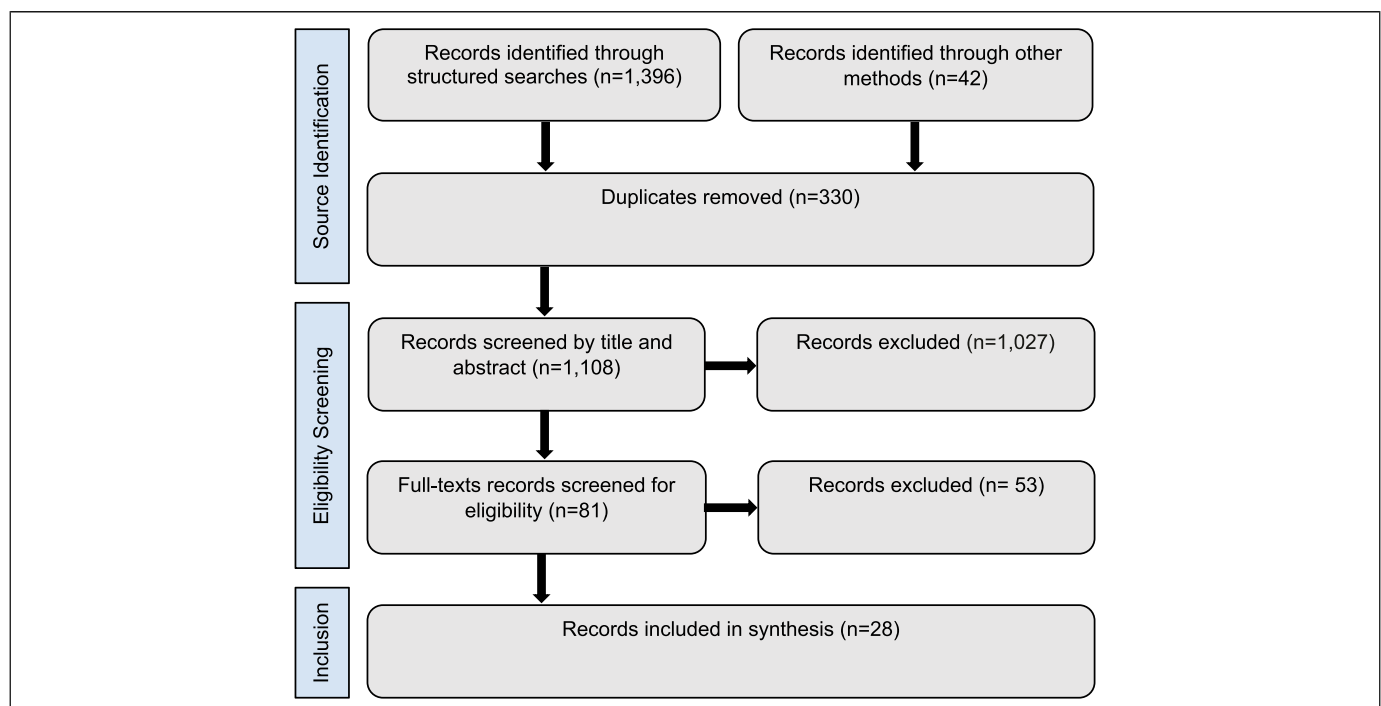 Source Identification
Records identified through
structured searches (n=1,396)
Records identified through other
methods (n=42)
Duplicates removed (n=330)
Eligibility Screening
Records screened by title and
abstract (n=1,108)
Records excluded (n=1,027)
Full-texts records screened for
eligibility (n=81)
Records excluded (n= 53)
Inclusion
Records included in synthesis (n=28)